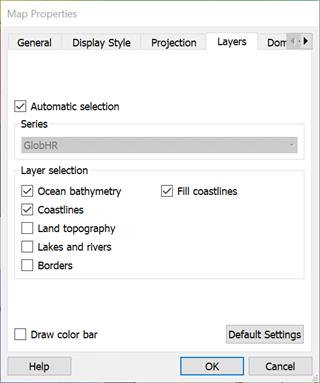 Map Properties
General Display Style Projection Layers
Automatic selection
Series
GlobHR
Layer selection
Ocean bathymetry Fill coastlines
Coastlines
Land topography
Lakes and rivers
Borders
Draw color bar Default Settings
Help OK Cancel